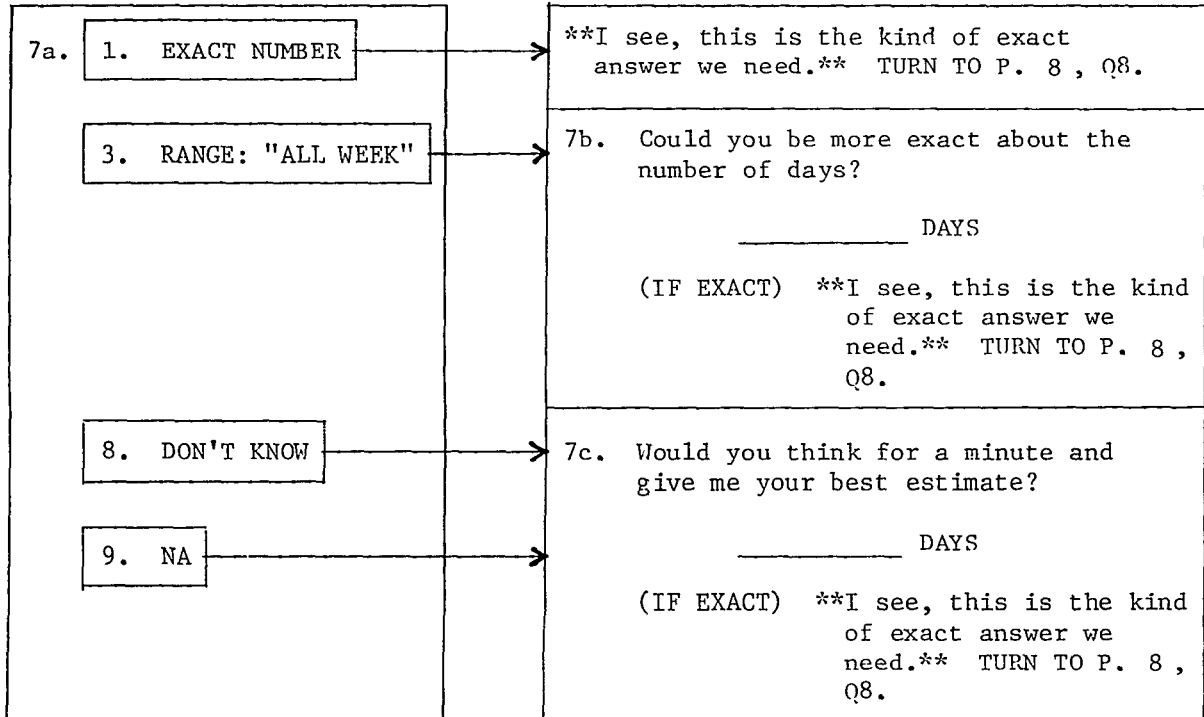 7a. 1. EXACT NUMBER
**I see, this is the kind of exact
answer we need.** TURN TO P. 8 , Q8.
3. RANGE: "ALL WEEK"
7b. Could you be more exact about the
number of days?
__________ DAYS
(IF EXACT) **I see, this is the kind
of exact answer we
need.** TURN TO P. 8 ,
Q8.
8. DON'T KNOW
7c. Would you think for a minute and
give me your best estimate?
9. NA
__________ DAYS
(IF EXACT) **I see, this is the kind
of exact answer we
need.** TURN TO P. 8 ,
Q8.